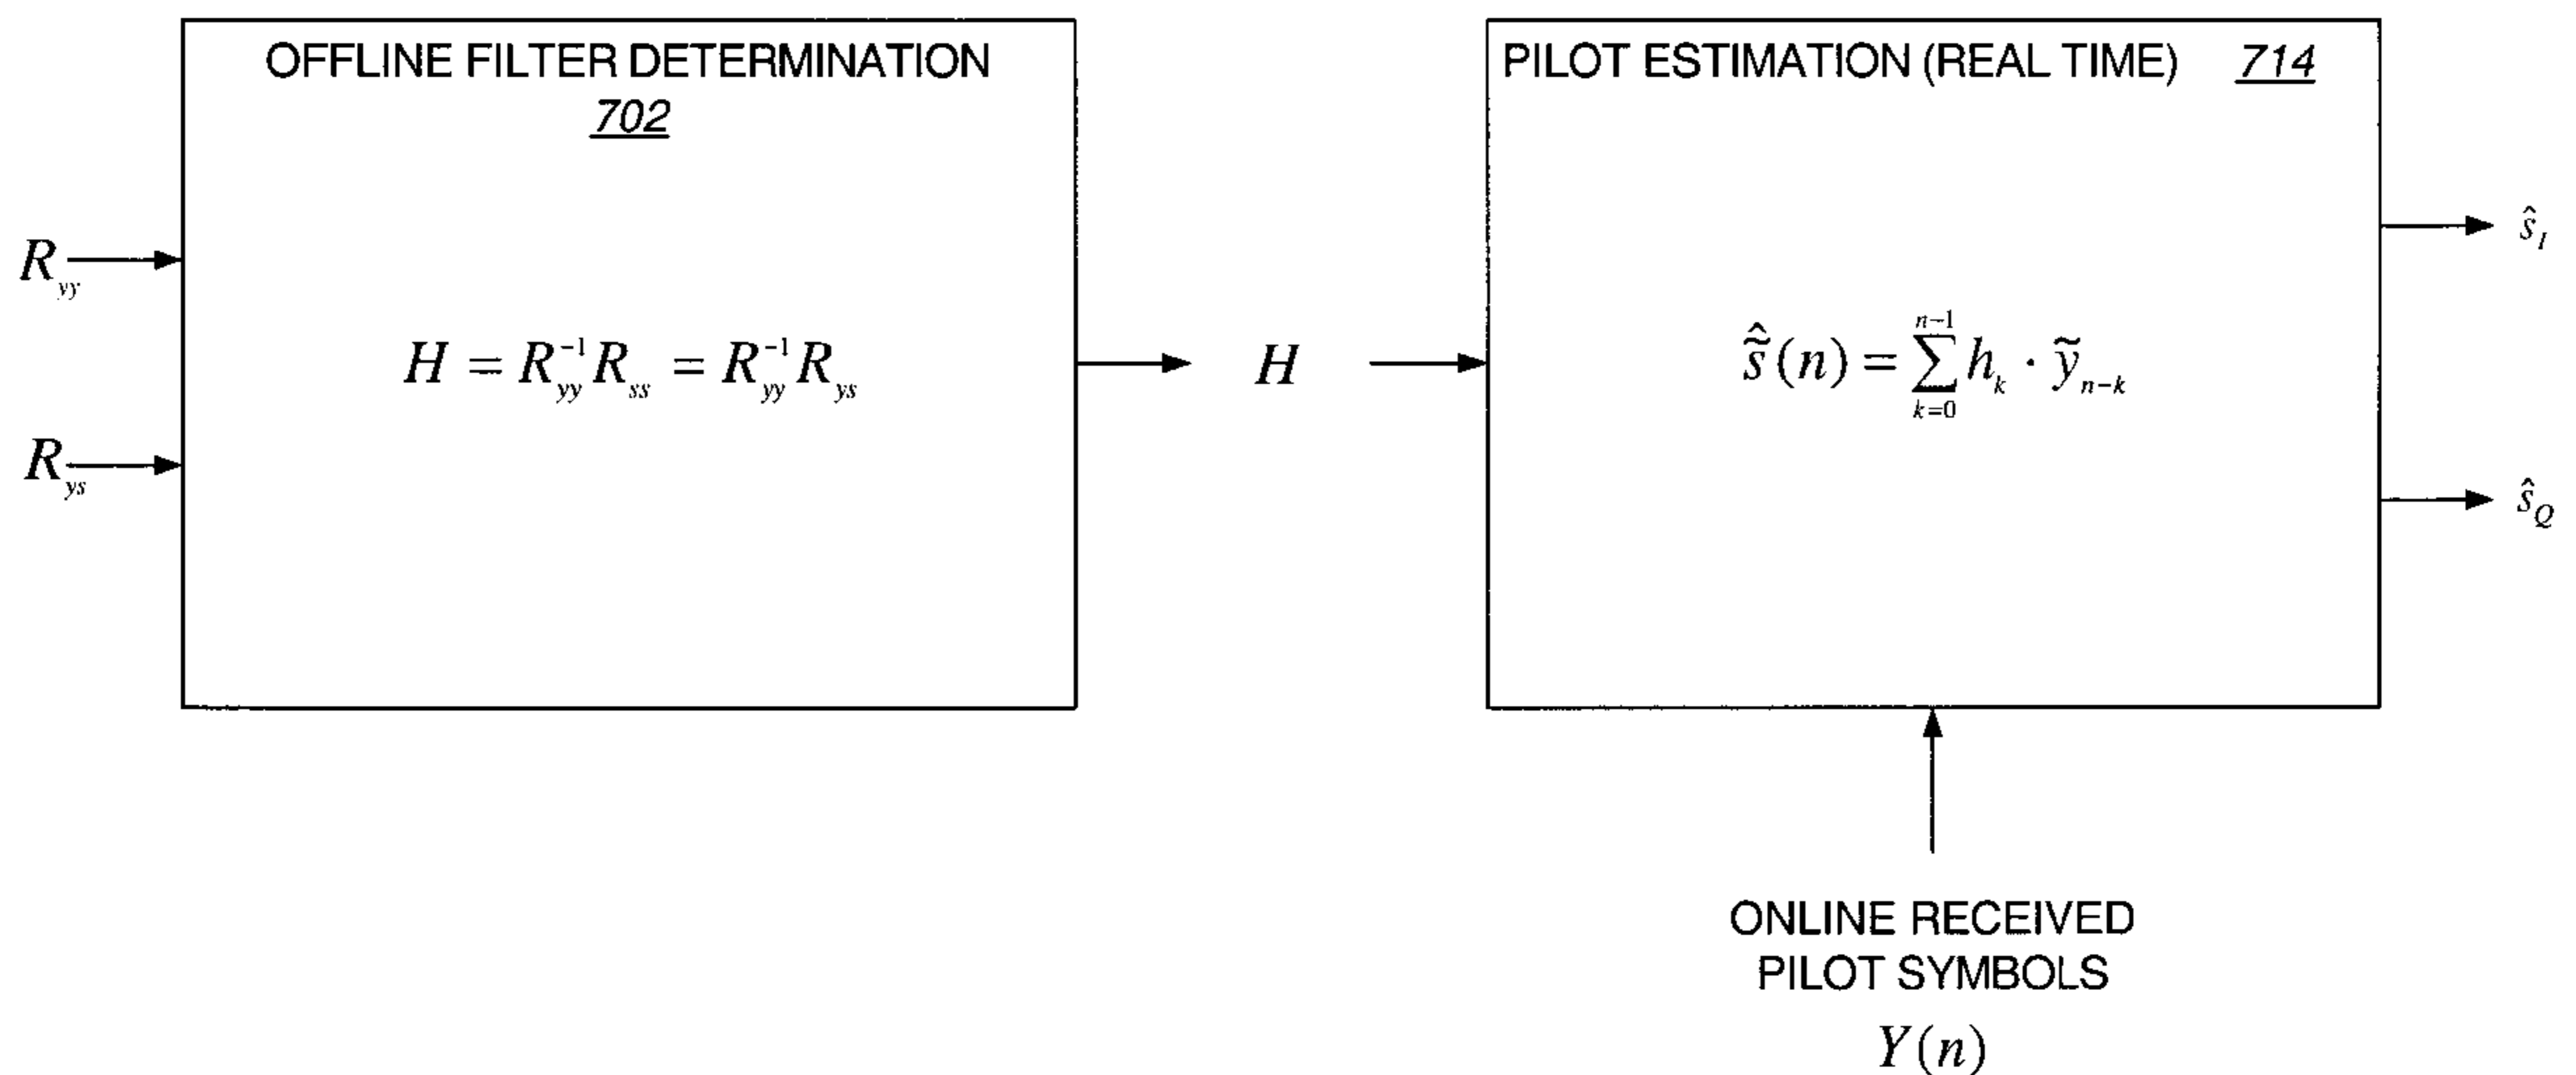 OFFLINE FILTER DETERMINATION
702
R_yy
R_ys
H = R_yy^-1 R_ss = R_yy^-1 R_ys
H
PILOT ESTIMATION (REAL TIME) 714
ŝ̃(n) = ∑_{k=0}^{n-1} h_k · ỹ_{n-k}
ŝ_I
ŝ_Q
ONLINE RECEIVED
PILOT SYMBOLS
Y(n)